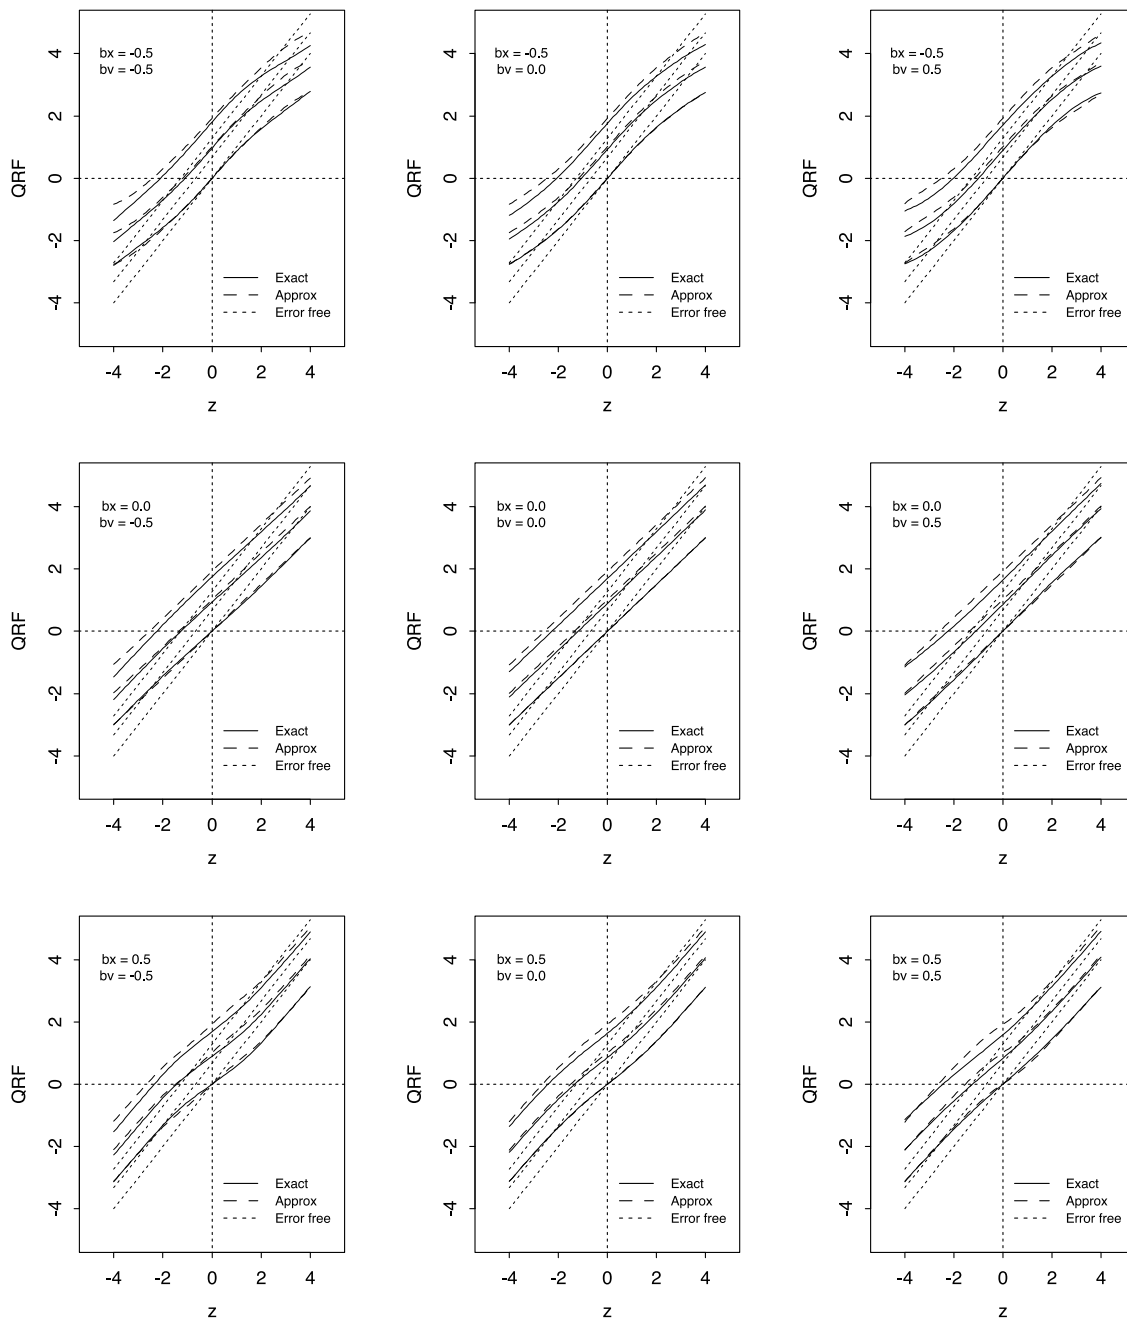 bx = -0.5
bv = -0.5
QRF
4
2
0
-2
-4
Exact
Approx
Error free
-4 -2 0 2 4
z
bx = -0.5
bv = 0.0
QRF
4
2
0
-2
-4
Exact
Approx
Error free
-4 -2 0 2 4
z
bx = -0.5
bv = 0.5
QRF
4
2
0
-2
-4
Exact
Approx
Error free
-4 -2 0 2 4
z
bx = 0.0
bv = -0.5
QRF
4
2
0
-2
-4
Exact
Approx
Error free
-4 -2 0 2 4
z
bx = 0.0
bv = 0.0
QRF
4
2
0
-2
-4
Exact
Approx
Error free
-4 -2 0 2 4
z
bx = 0.0
bv = 0.5
QRF
4
2
0
-2
-4
Exact
Approx
Error free
-4 -2 0 2 4
z
bx = 0.5
bv = -0.5
QRF
4
2
0
-2
-4
Exact
Approx
Error free
-4 -2 0 2 4
z
bx = 0.5
bv = 0.0
QRF
4
2
0
-2
-4
Exact
Approx
Error free
-4 -2 0 2 4
z
bx = 0.5
bv = 0.5
QRF
4
2
0
-2
-4
Exact
Approx
Error free
-4 -2 0 2 4
z